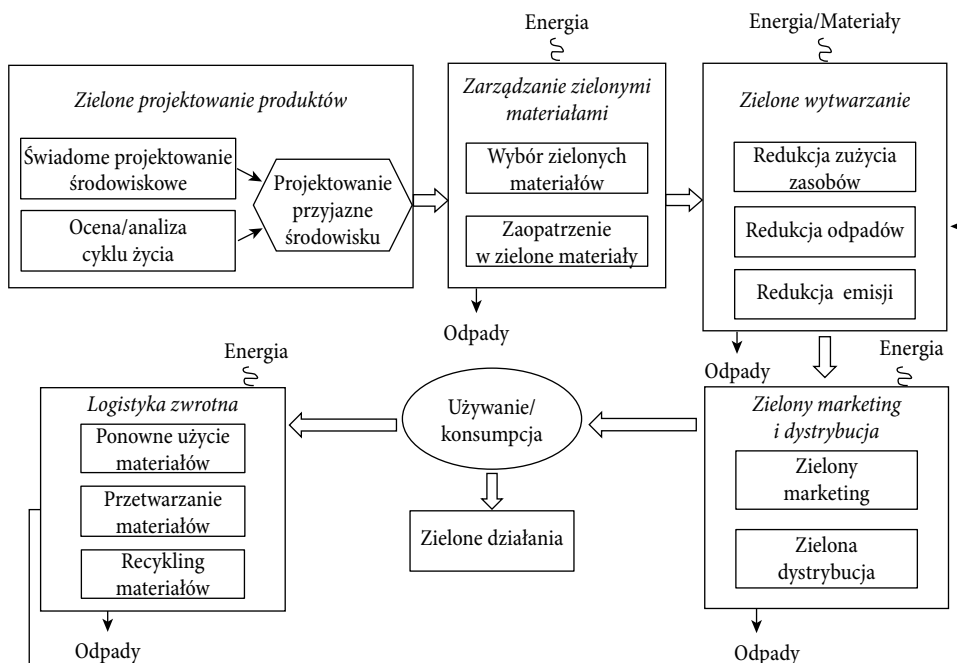 Energia
Energia/Materiały
Zielone projektowanie produktów
Świadome projektowanie
środowiskowe
Ocena/analiza
cyklu życia
Projektowanie
przyjazne
środowisku
Zarządzanie zielonymi
materiałami
Wybór zielonych
materiałów
Zaopatrzenie
w zielone materiały
Odpady
Zielone wytwarzanie
Redukcja zużycia
zasobów
Redukcja odpadów
Redukcja emisji
Odpady
Energia
Zielony marketing
i dystrybucja
Zielony
marketing
Zielona
dystrybucja
Odpady
Używanie/
konsumpcja
Zielone działania
Energia
Logistyka zwrotna
Ponowne użycie
materiałów
Przetwarzanie
materiałów
Recykling
materiałów
Odpady